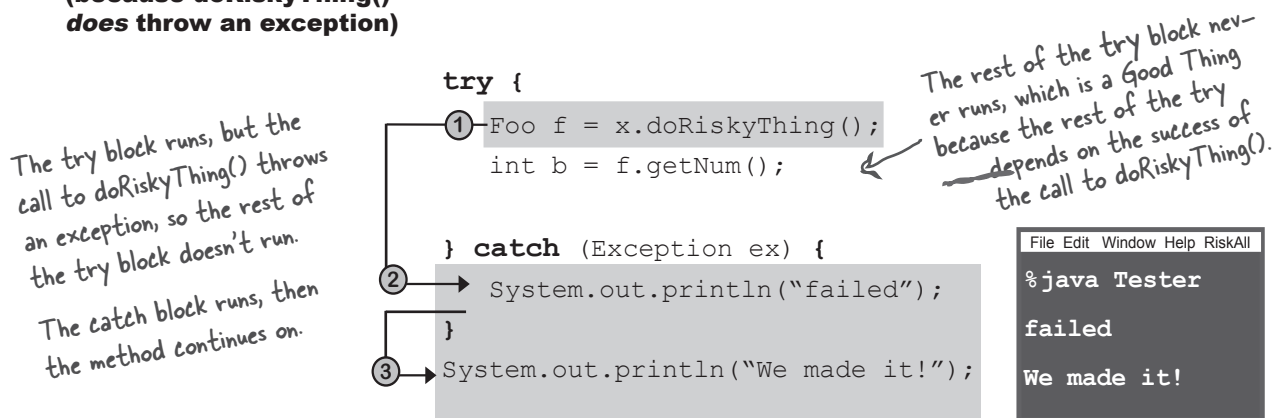 (because doRiskyThing()
does throw an exception)
The try block runs, but the
call to doRiskyThing() throws
an exception, so the rest of
the try block doesn't run.
The catch block runs, then
the method continues on.
try {
1 Foo f = x.doRiskyThing();
int b = f.getNum();
} catch (Exception ex) {
2 System.out.println("failed");
}
3 System.out.println("We made it!");
The rest of the try block nev-
er runs, which is a Good Thing
because the rest of the try
depends on the success of
the call to doRiskyThing().
File Edit Window Help RiskAll
%java Tester
failed
We made it!